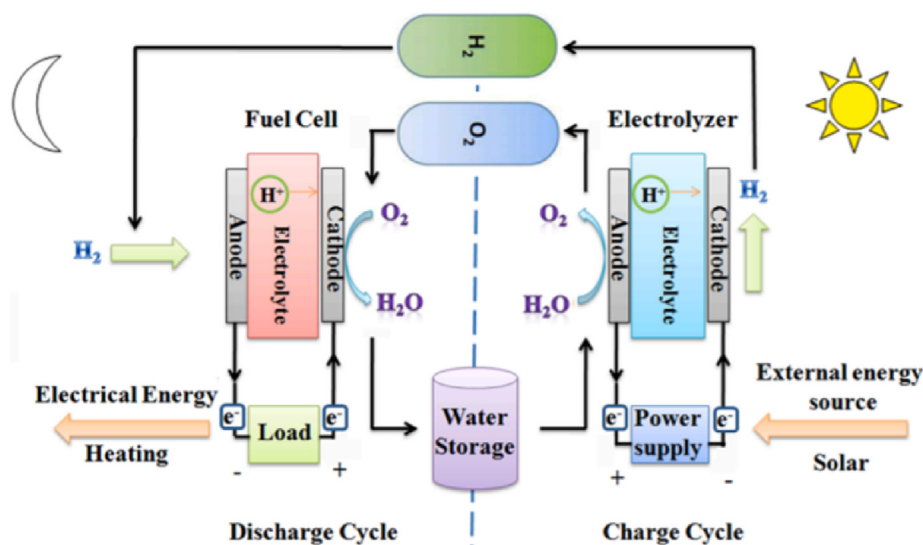 H2
Fuel Cell
O2
Electrolyzer
H+
Anode
Electrolyte
Cathode
O2
H2O
H2
O2
H2O
H+
Anode
Electrolyte
Cathode
H2
Electrical Energy
Heating
e-
Load
e-
- +
Water
Storage
e-
Power
supply
e-
+ -
External energy
source
Solar
Discharge Cycle
Charge Cycle